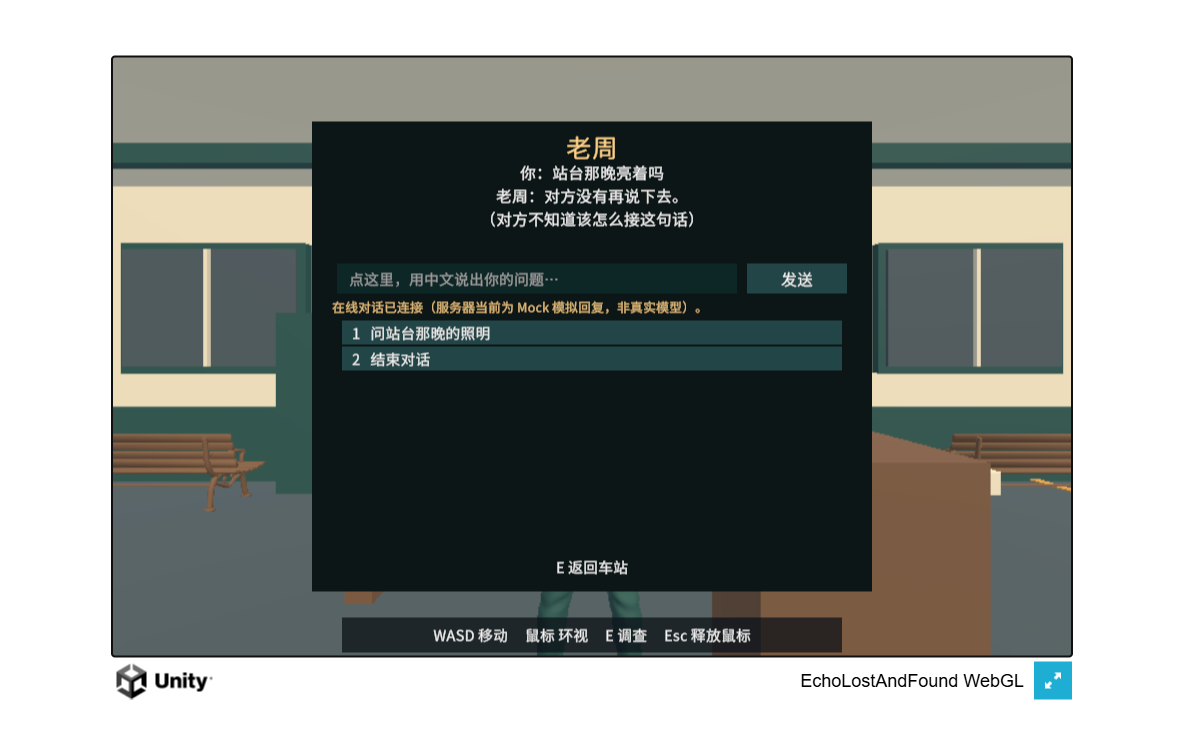 老周
你：站台那晚亮着吗
老周：对方没有再说下去。
（对方不知道该怎么接这句话）
点这里，用中文说出你的问题…
发送
在线对话已连接（服务器当前为 Mock 模拟回复，非真实模型）。
1 问站台那晚的照明
2 结束对话
E 返回车站
WASD 移动 鼠标 环视 E 调查 Esc 释放鼠标
Unity
EchoLostAndFound WebGL